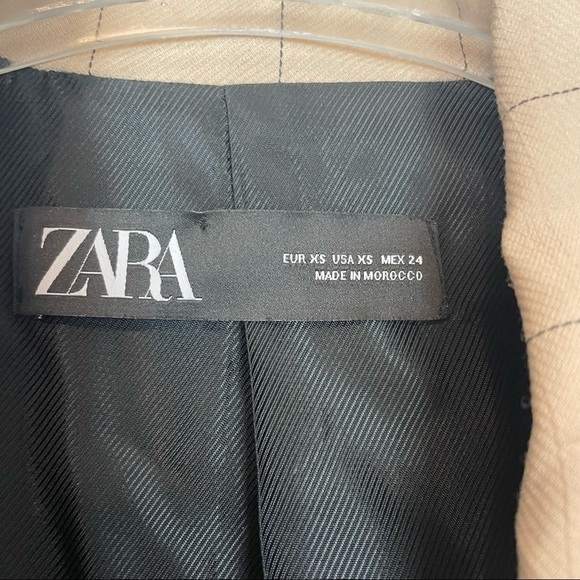 ZARA
EUR XS USA XS MEX 24
MADE IN MOROCCO